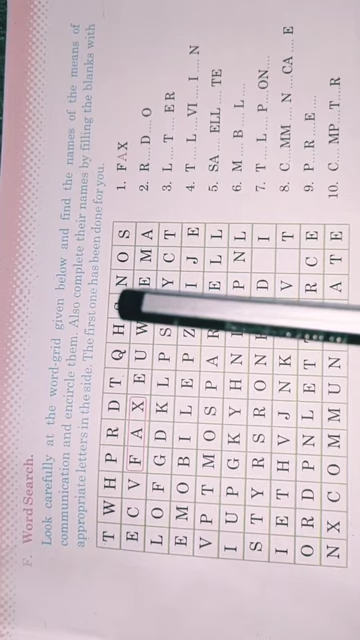 F. Word Search.
Look carefully at the word-grid given below and find the names of the means of
communication and encircle them. Also complete their names by filling the blanks with
appropriate letters in the side. The first one has been done for you.
T W H P R D T Q H N O S
E C V F A X E U W E M A
L O F G D K L P S Y C T
E M O B I L E P Z I J E
V P T M O S P A R E L L
I U P G K Y H N P N L
S T Y R S R O N D I
I E T H V J N K V T
O R D P N L E T R C E
N X C O M M U N A T E
1. FAX
2. R ... D ... O
3. L ... T ... ER
4. T ... L ... VI ... I ... N
5. SA ... ELL ... TE
6. M ... B ... L ...
7. T ... L ... P ... ON...
8. C ... MM ... N ... CA ... E
9. P ... R ... E ...
10. C ... MP ... T ... R